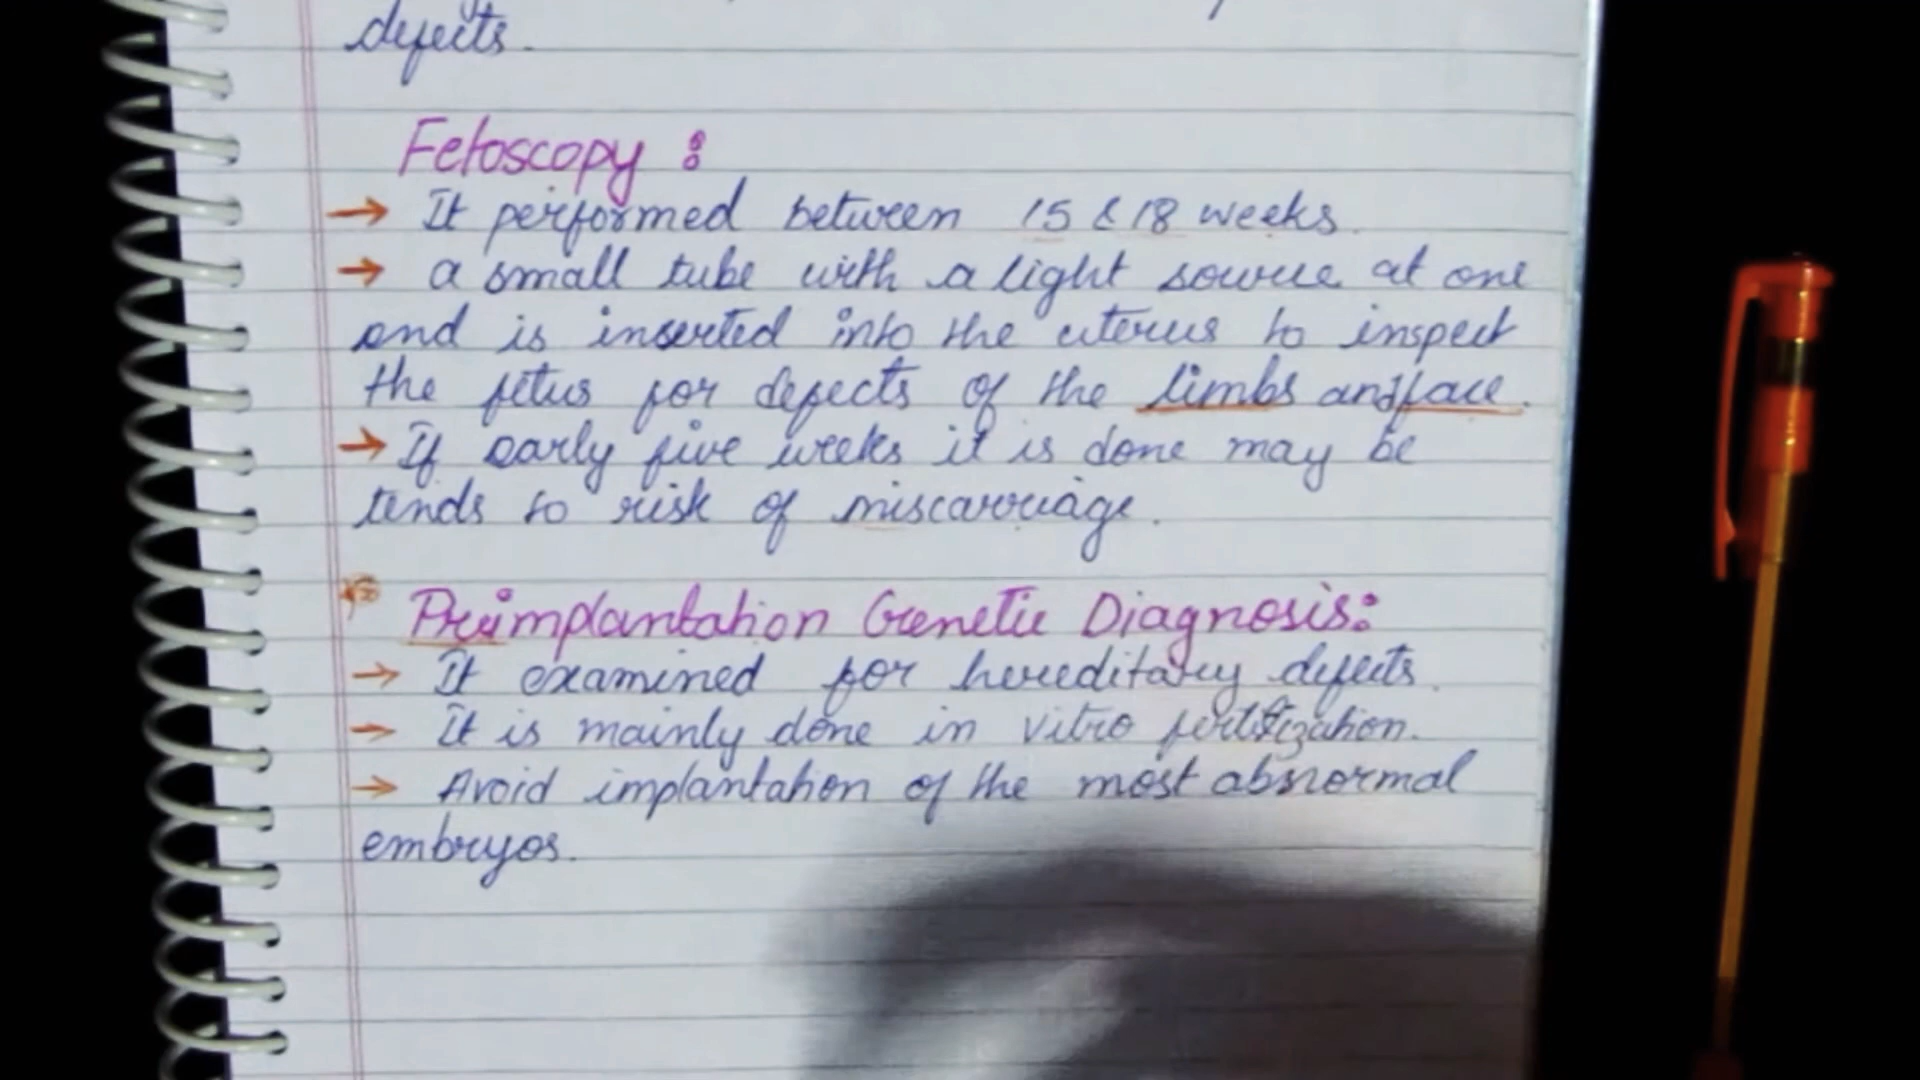 defects.
Fetoscopy :
→ It performed between 15 & 18 weeks.
→ a small tube with a light source at one
end is inserted into the uterus to inspect
the fetus for defects of the limbs and face.
→ If early five weeks it is done may be
tends to risk of miscarriage.
Preimplantation Genetic Diagnosis:
→ It examined for hereditary defects.
→ It is mainly done in vitro fertilization.
→ Avoid implantation of the most abnormal
embryos.